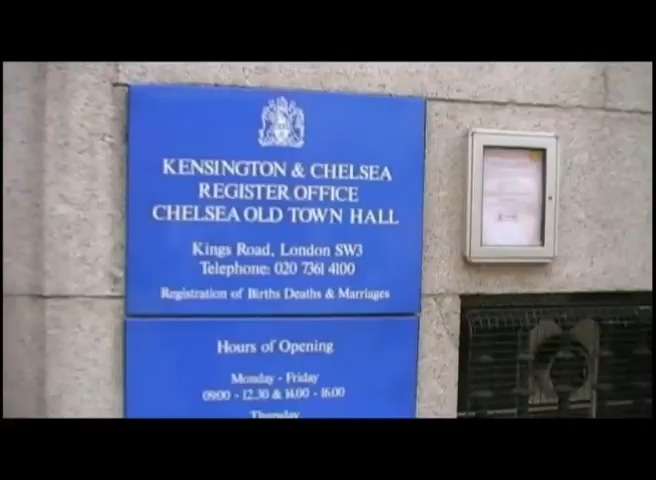 KENSINGTON & CHELSEA
REGISTER OFFICE
CHELSEA OLD TOWN HALL
Kings Road, London SW3
Telephone: 020 7361 4100
Registration of Births Deaths & Marriages
Hours of Opening
Monday - Friday
09.00 - 12.30 & 14.00 - 16.00
Thursday